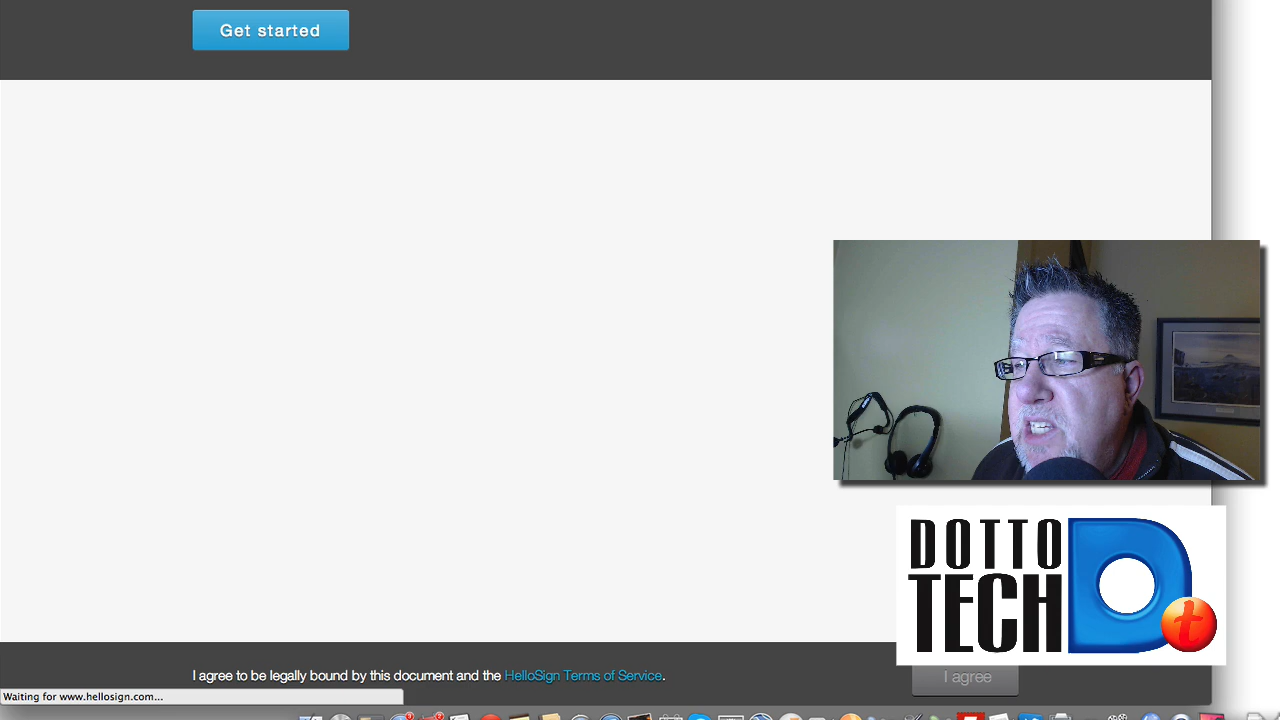 Get started
DOTTO
TECH
t
I agree to be legally bound by this document and the HelloSign Terms of Service.
I agree
Waiting for www.hellosign.com...